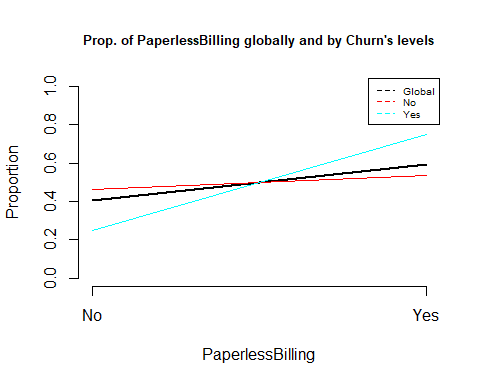 Prop. of PaperlessBilling globally and by Churn's levels
Global
No
Yes
1.0
0.8
0.6
0.4
0.2
0.0
Proportion
No
Yes
PaperlessBilling